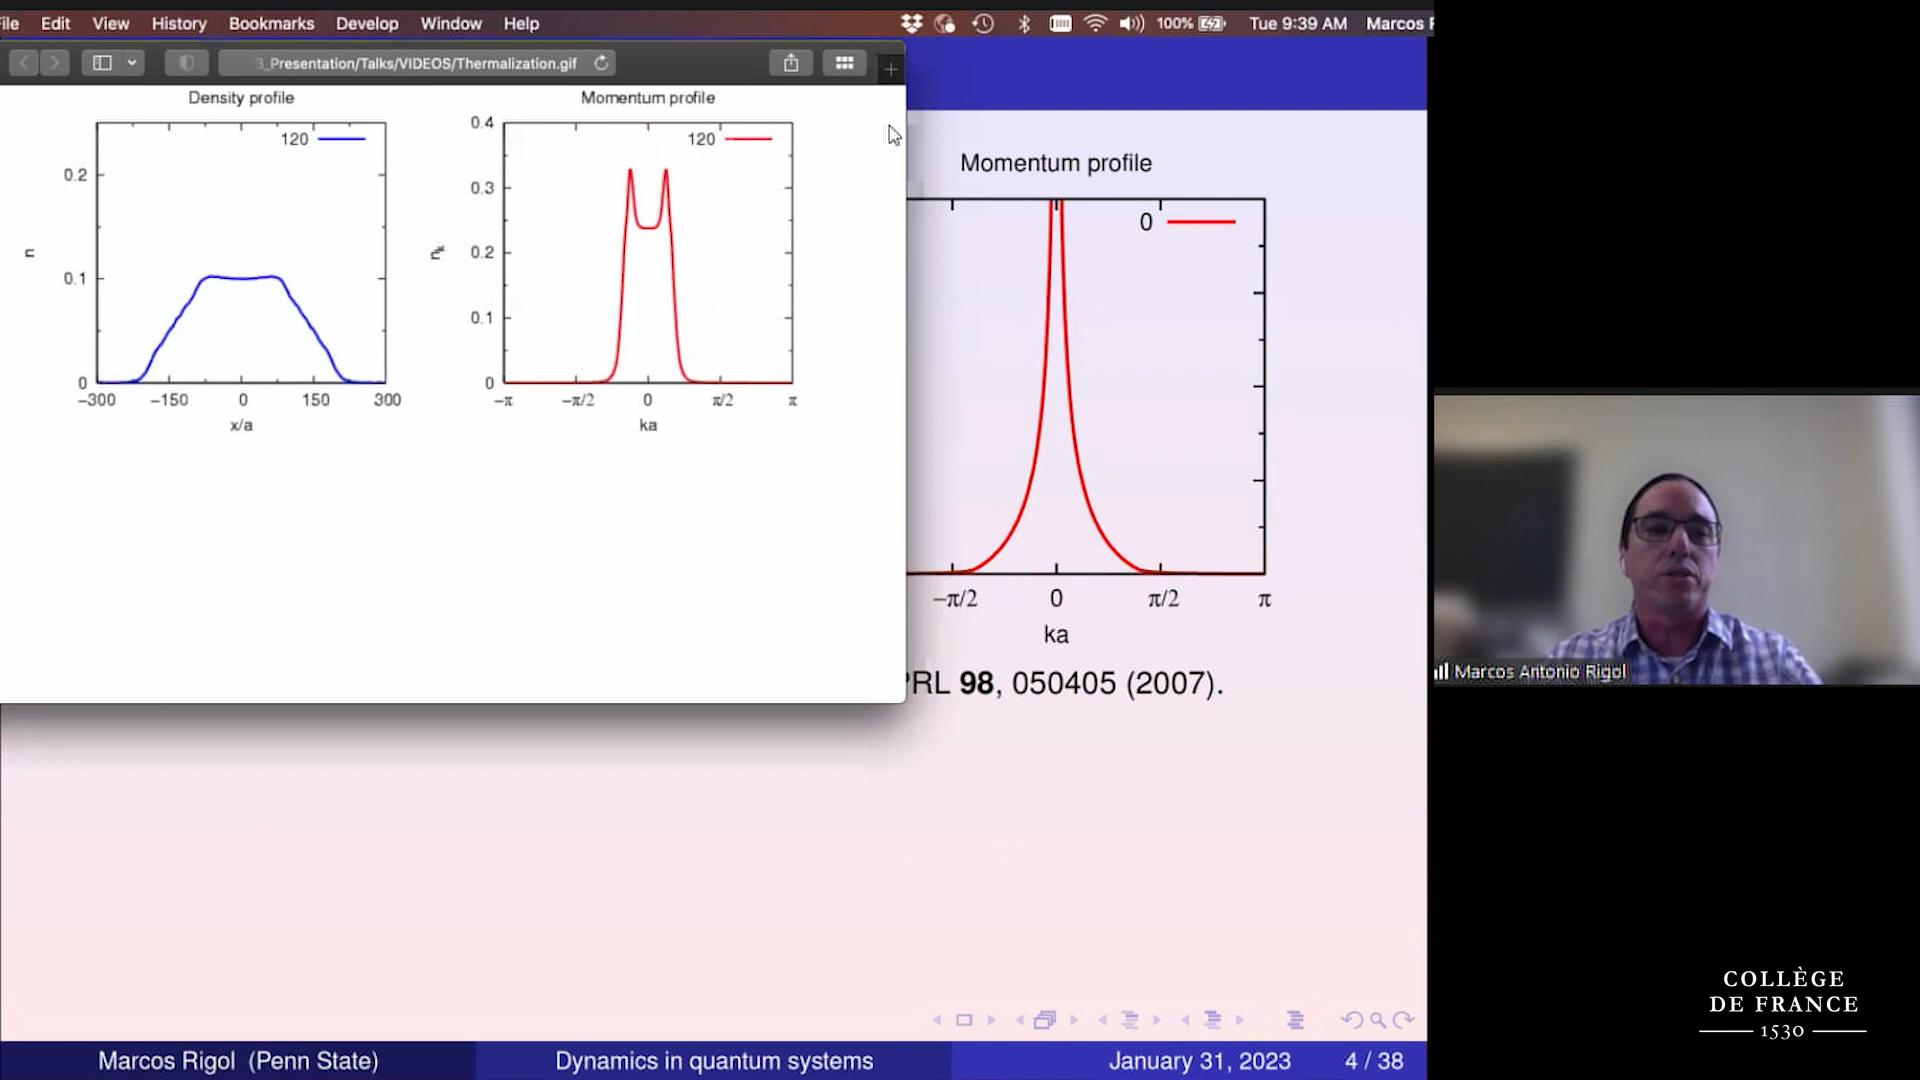 File Edit View History Bookmarks Develop Window Help 100% Tue 9:39 AM Marcos R
3_Presentation/Talks/VIDEOS/Thermalization.gif
Density profile
120
n
0.2
0.1
0
−300 −150 0 150 300
x/a
Momentum profile
120
nk
0.4
0.3
0.2
0.1
0
−π −π/2 0 π/2 π
ka
Momentum profile
0
−π/2 0 π/2 π
ka
PRL 98, 050405 (2007).
Marcos Rigol (Penn State) Dynamics in quantum systems January 31, 2023 4 / 38
Marcos Antonio Rigol
COLLÈGE
DE FRANCE
1530